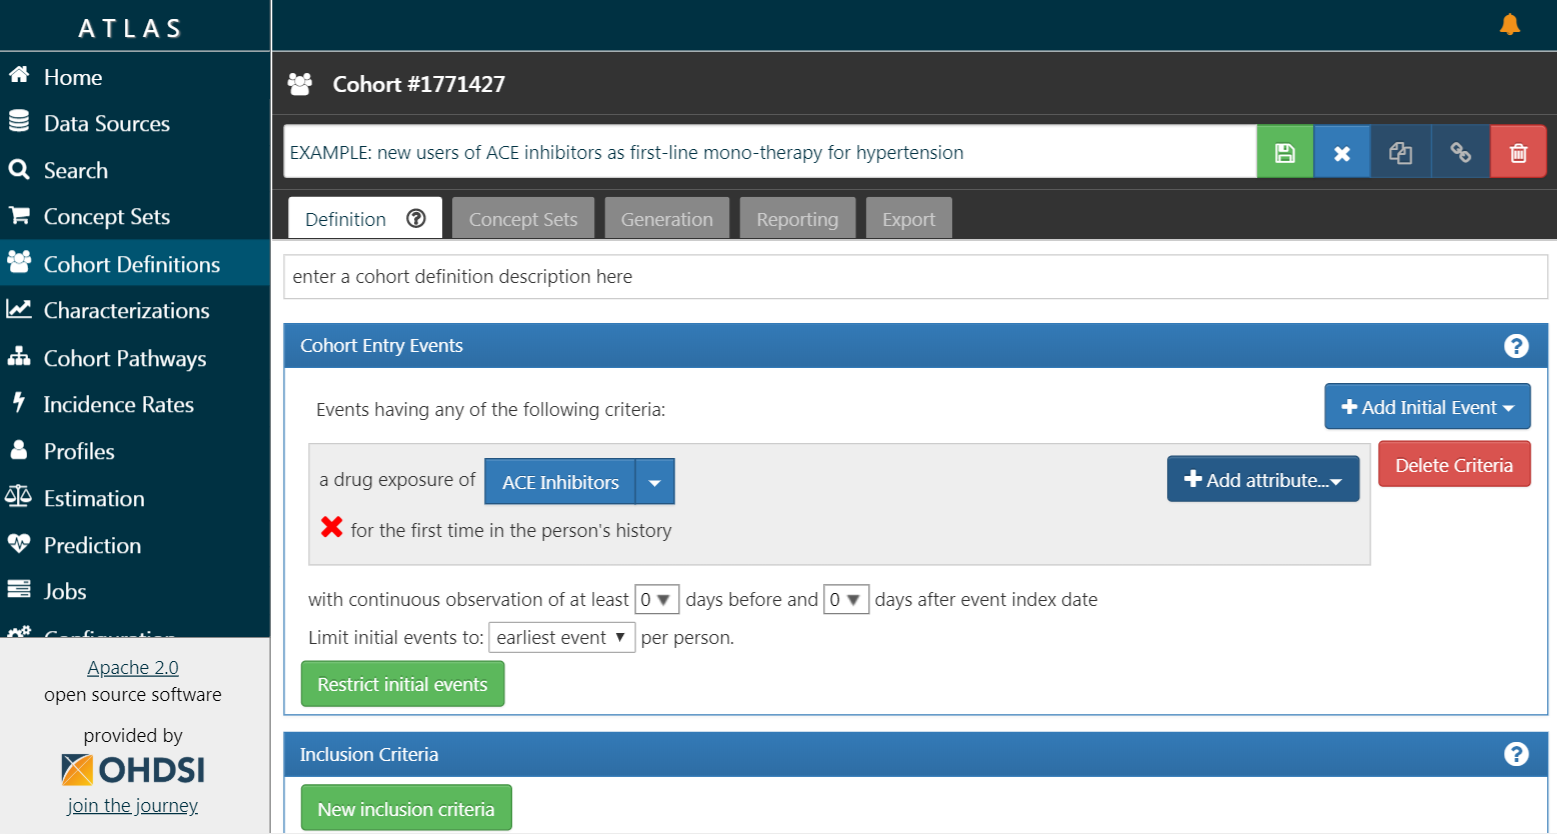 ATLAS
Home
Data Sources
Search
Concept Sets
Cohort Definitions
Characterizations
Cohort Pathways
Incidence Rates
Profiles
Estimation
Prediction
Jobs
Configuration
Apache 2.0
open source software
provided by
OHDSI
join the journey
Cohort #1771427
EXAMPLE: new users of ACE inhibitors as first-line mono-therapy for hypertension
Definition ? Concept Sets Generation Reporting Export
enter a cohort definition description here
Cohort Entry Events ?
Events having any of the following criteria:
+ Add Initial Event
a drug exposure of ACE Inhibitors + Add attribute... Delete Criteria
for the first time in the person's history
with continuous observation of at least 0 days before and 0 days after event index date
Limit initial events to: earliest event per person.
Restrict initial events
Inclusion Criteria ?
New inclusion criteria